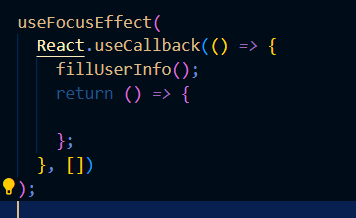 useFocusEffect(
React.useCallback(() => {
fillUserInfo();
return () => {
};
}, [])
);